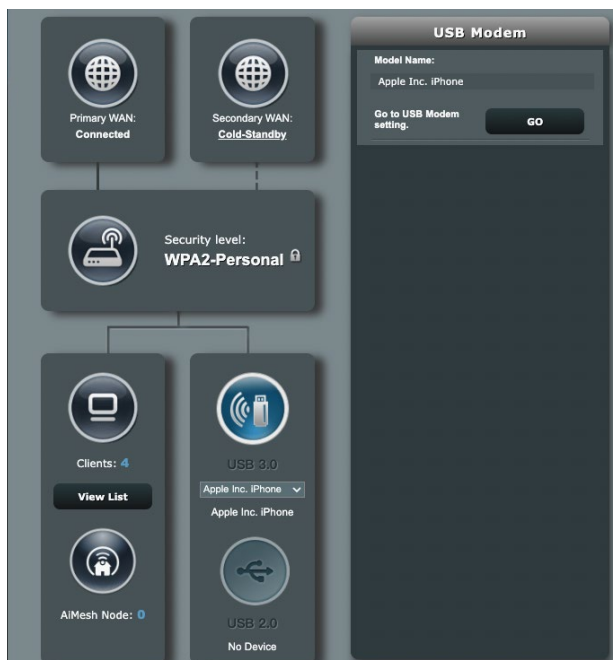 Primary WAN:
Connected
Secondary WAN:
Cold-Standby
Security level:
WPA2-Personal
Clients: 4
View List
AiMesh Node: 0
USB 3.0
Apple Inc. iPhone
Apple Inc. iPhone
USB 2.0
No Device
USB Modem
Model Name:
Apple Inc. iPhone
Go to USB Modem
setting.
GO